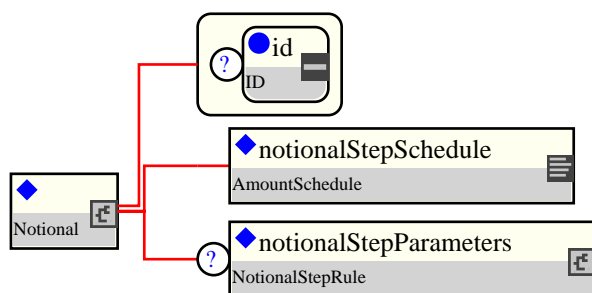 ?
id
ID
notionalStepSchedule
AmountSchedule
Notional
?
notionalStepParameters
NotionalStepRule